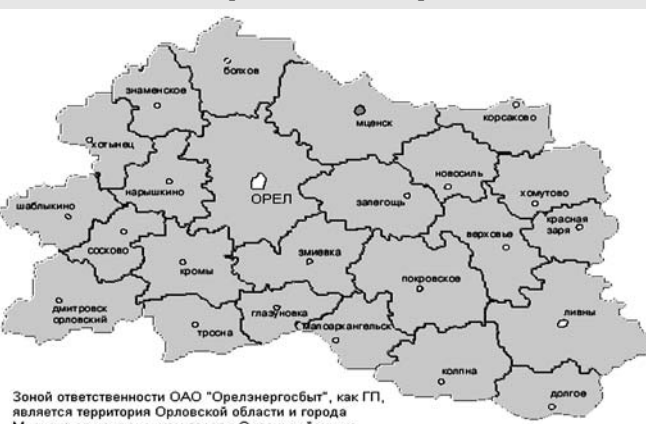 болхов
знаменское
мценск
корсаково
хотынец
новосиль
нарышкино
ОРЕЛ
залегощь
хомутово
шаблыкино
красная
заря
верховье
сосково
змиевка
кромы
покровское
дмитровск
орловский
глазуновка
ливны
тросна
малоархангельск
колпна
долгое
Зоной ответственности ОАО "Орелэнергосбыт", как ГП,
является территория Орловской области и города